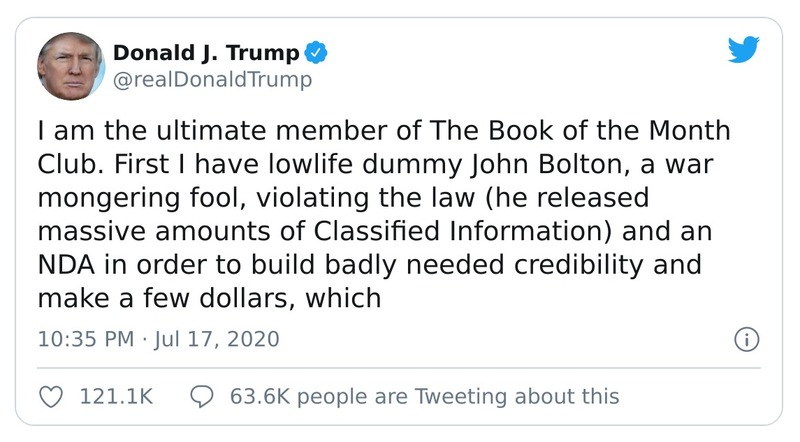 Donald J. Trump
@realDonaldTrump
I am the ultimate member of The Book of the Month
Club. First I have lowlife dummy John Bolton, a war
mongering fool, violating the law (he released
massive amounts of Classified Information) and an
NDA in order to build badly needed credibility and
make a few dollars, which
10:35 PM · Jul 17, 2020
121.1K 63.6K people are Tweeting about this